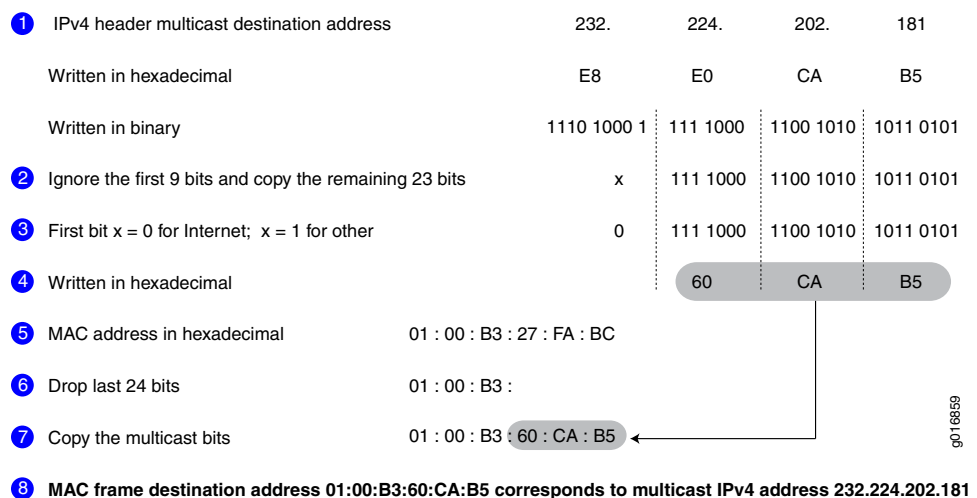 1 IPv4 header multicast destination address 232. 224. 202. 181
Written in hexadecimal E8 E0 CA B5
Written in binary 1110 1000 1 111 1000 1100 1010 1011 0101
2 Ignore the first 9 bits and copy the remaining 23 bits x 111 1000 1100 1010 1011 0101
3 First bit x = 0 for Internet; x = 1 for other 0 111 1000 1100 1010 1011 0101
4 Written in hexadecimal 60 CA B5
5 MAC address in hexadecimal 01 : 00 : B3 : 27 : FA : BC
6 Drop last 24 bits 01 : 00 : B3 :
7 Copy the multicast bits 01 : 00 : B3 : 60 : CA : B5
8 MAC frame destination address 01:00:B3:60:CA:B5 corresponds to multicast IPv4 address 232.224.202.181
g016859